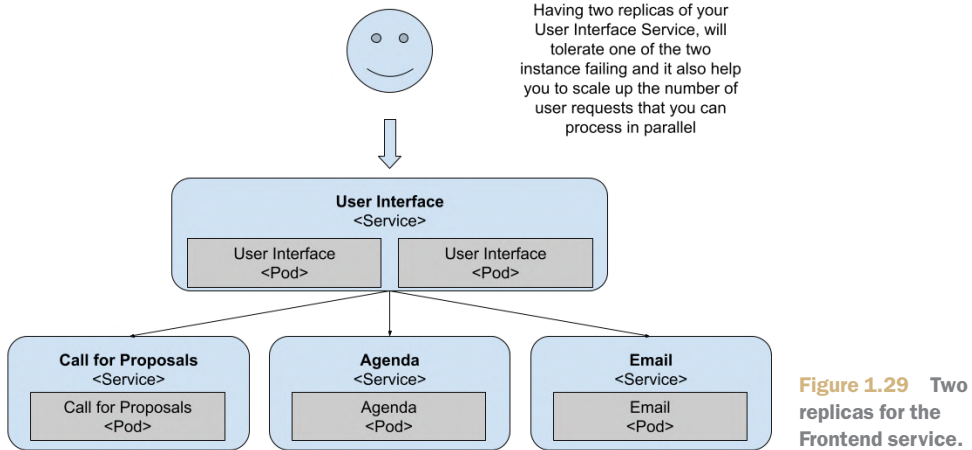 Having two replicas of your
User Interface Service, will
tolerate one of the two
instance failing and it also help
you to scale up the number of
user requests that you can
process in parallel
User Interface
<Service>
User Interface
<Pod>
User Interface
<Pod>
Call for Proposals
<Service>
Call for Proposals
<Pod>
Agenda
<Service>
Agenda
<Pod>
Email
<Service>
Email
<Pod>
Figure 1.29 Two
replicas for the
Frontend service.